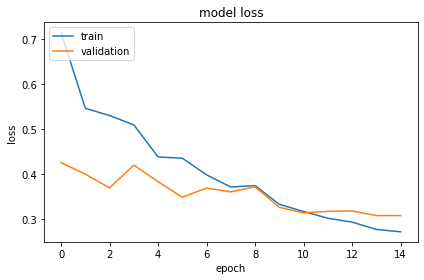 model loss
train
validation
0.7
0.6
0.5
0.4
0.3
loss
0 2 4 6 8 10 12 14
epoch